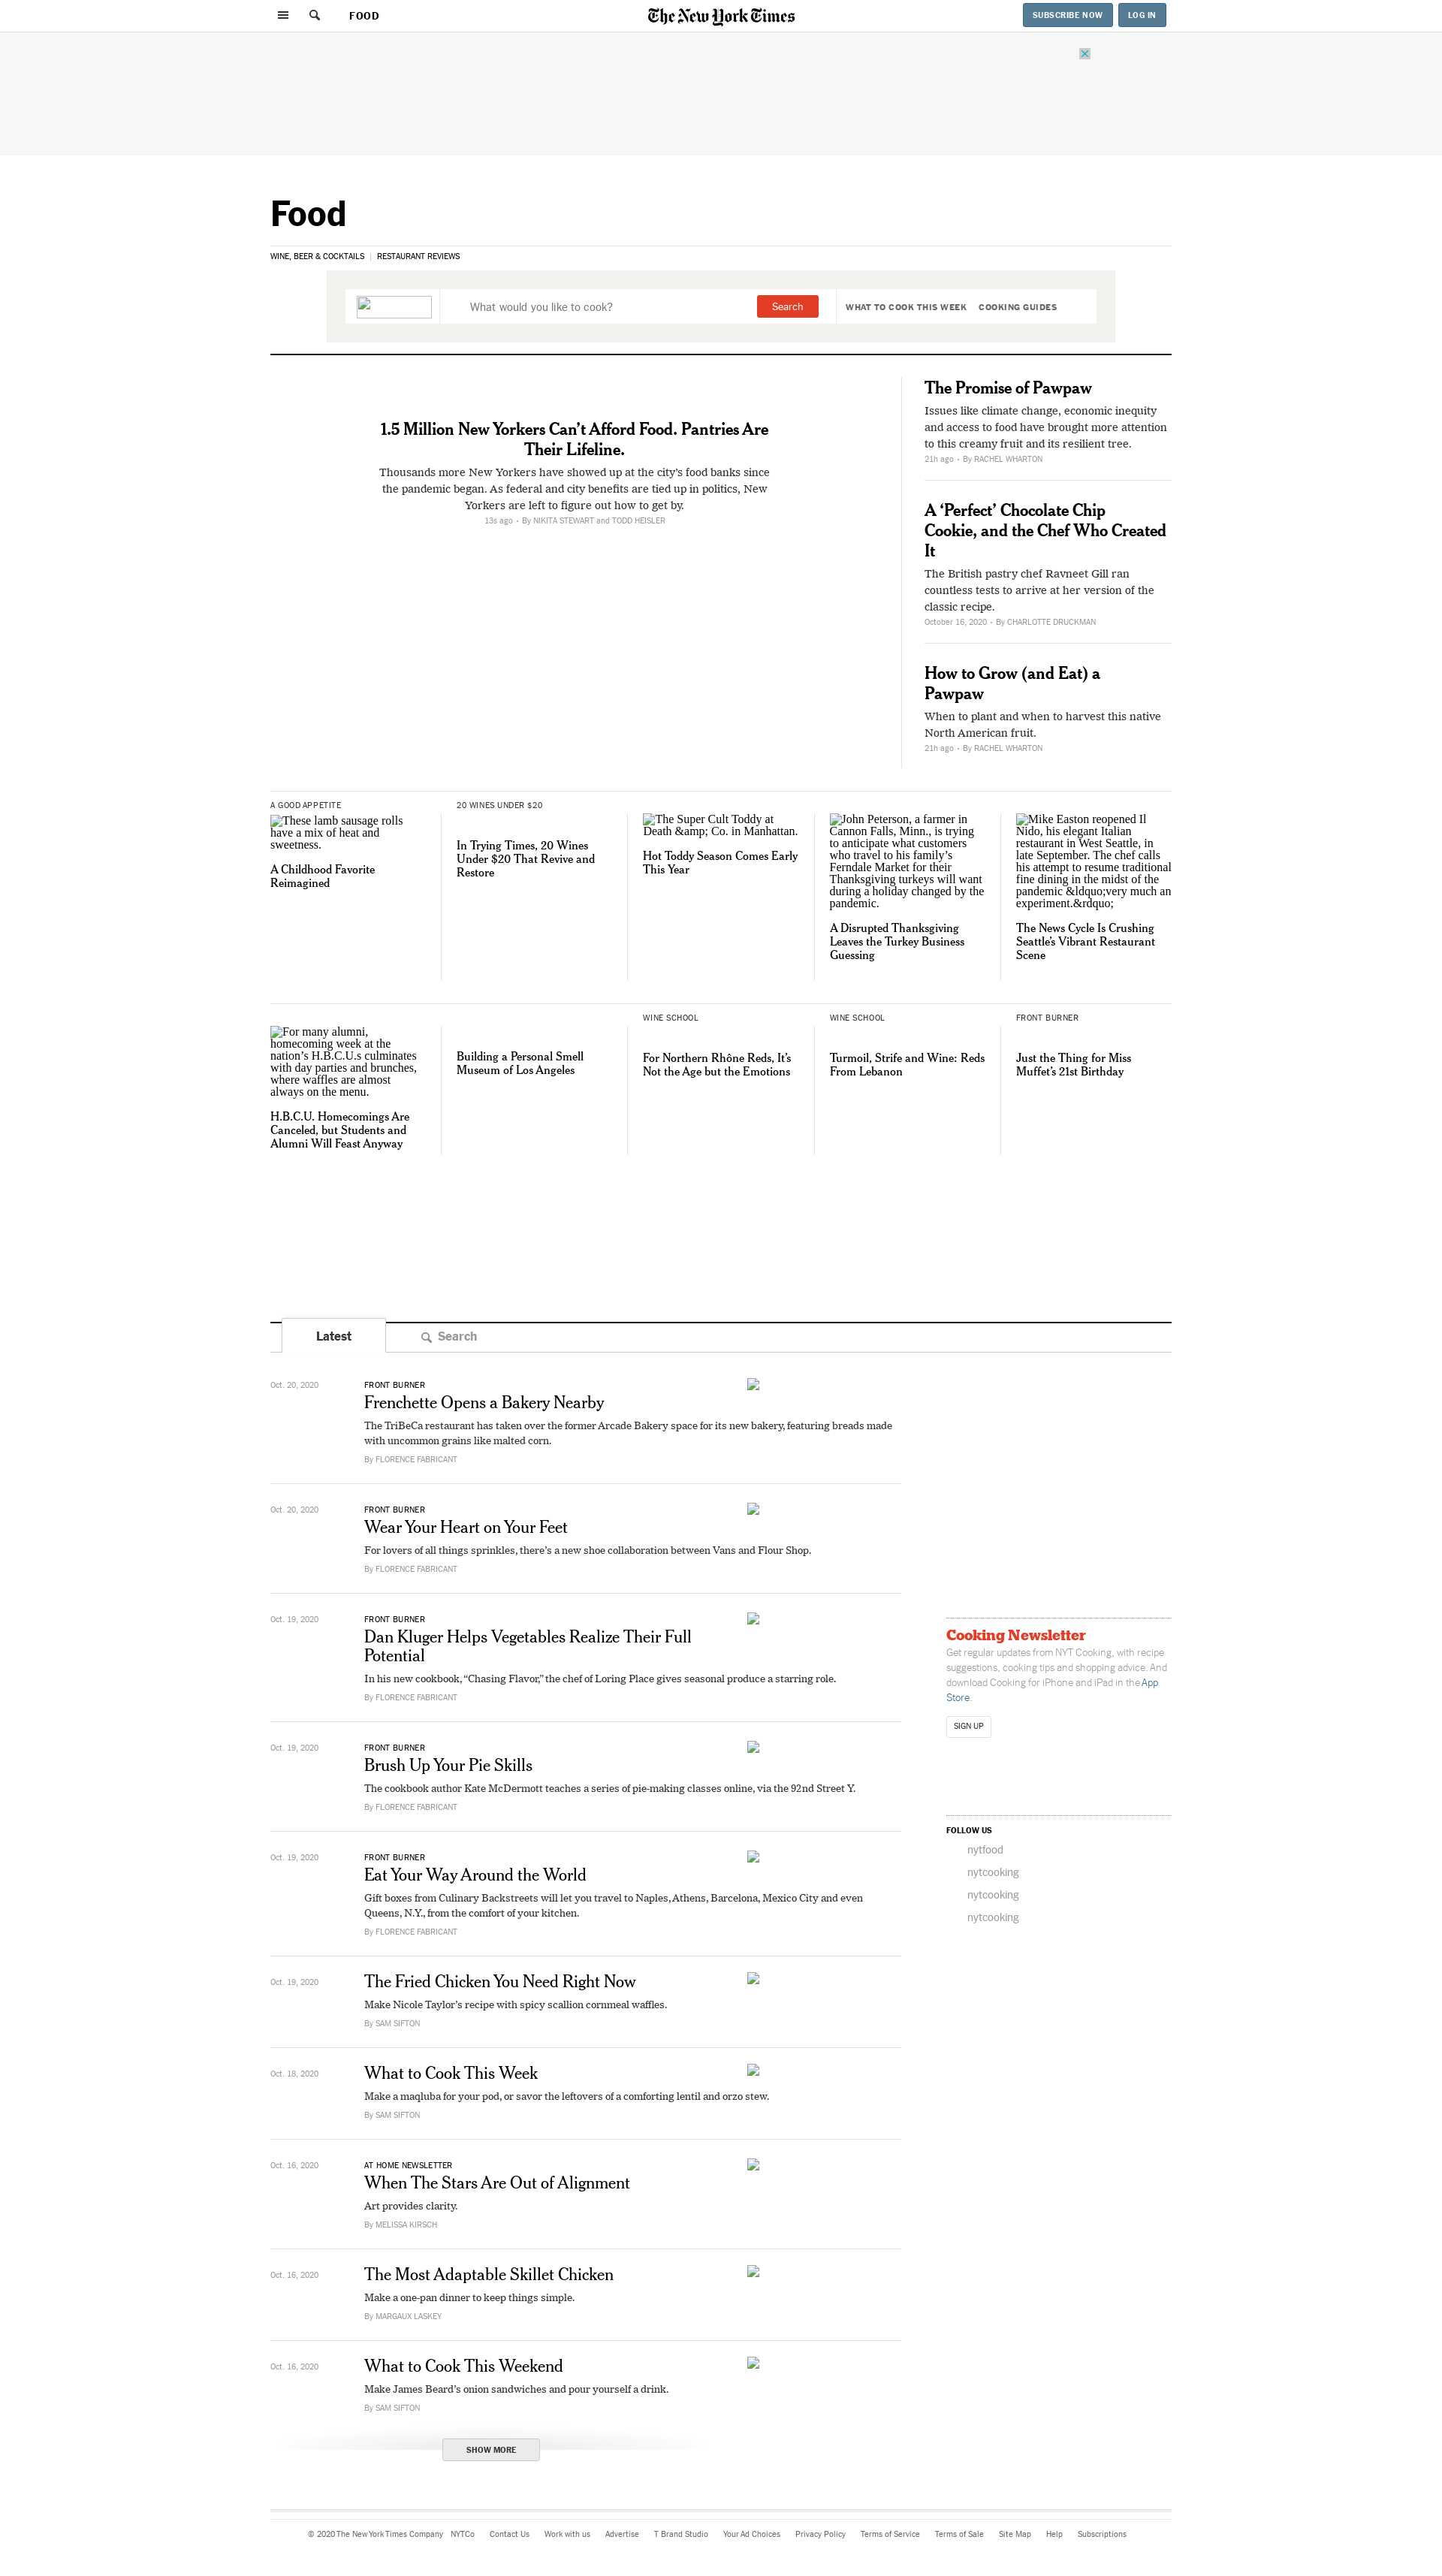 FOOD
The New York Times
SUBSCRIBE NOW
LOG IN
Food
WINE, BEER & COCKTAILS
RESTAURANT REVIEWS
What would you like to cook?
Search
WHAT TO COOK THIS WEEK
COOKING GUIDES
1.5 Million New Yorkers Can’t Afford Food. Pantries Are
Their Lifeline.
Thousands more New Yorkers have showed up at the city’s food banks since
the pandemic began. As federal and city benefits are tied up in politics, New
Yorkers are left to figure out how to get by.
13s ago • By NIKITA STEWART and TODD HEISLER
The Promise of Pawpaw
Issues like climate change, economic inequity
and access to food have brought more attention
to this creamy fruit and its resilient tree.
21h ago • By RACHEL WHARTON
A ‘Perfect’ Chocolate Chip
Cookie, and the Chef Who Created
It
The British pastry chef Ravneet Gill ran
countless tests to arrive at her version of the
classic recipe.
October 16, 2020 • By CHARLOTTE DRUCKMAN
How to Grow (and Eat) a
Pawpaw
When to plant and when to harvest this native
North American fruit.
21h ago • By RACHEL WHARTON
A GOOD APPETITE
These lamb sausage rolls
have a mix of heat and
sweetness.
A Childhood Favorite
Reimagined
20 WINES UNDER $20
In Trying Times, 20 Wines
Under $20 That Revive and
Restore
The Super Cult Toddy at
Death &amp; Co. in Manhattan.
Hot Toddy Season Comes Early
This Year
John Peterson, a farmer in
Cannon Falls, Minn., is trying
to anticipate what customers
who travel to his family’s
Ferndale Market for their
Thanksgiving turkeys will want
during a holiday changed by the
pandemic.
A Disrupted Thanksgiving
Leaves the Turkey Business
Guessing
Mike Easton reopened Il
Nido, his elegant Italian
restaurant in West Seattle, in
late September. The chef calls
his attempt to resume traditional
fine dining in the midst of the
pandemic &ldquo;very much an
experiment.&rdquo;
The News Cycle Is Crushing
Seattle’s Vibrant Restaurant
Scene
For many alumni,
homecoming week at the
nation’s H.B.C.U.s culminates
with day parties and brunches,
where waffles are almost
always on the menu.
H.B.C.U. Homecomings Are
Canceled, but Students and
Alumni Will Feast Anyway
Building a Personal Smell
Museum of Los Angeles
WINE SCHOOL
For Northern Rhône Reds, It’s
Not the Age but the Emotions
WINE SCHOOL
Turmoil, Strife and Wine: Reds
From Lebanon
FRONT BURNER
Just the Thing for Miss
Muffet’s 21st Birthday
Latest
Search
Oct. 20, 2020
FRONT BURNER
Frenchette Opens a Bakery Nearby
The TriBeCa restaurant has taken over the former Arcade Bakery space for its new bakery, featuring breads made
with uncommon grains like malted corn.
By FLORENCE FABRICANT
Oct. 20, 2020
FRONT BURNER
Wear Your Heart on Your Feet
For lovers of all things sprinkles, there’s a new shoe collaboration between Vans and Flour Shop.
By FLORENCE FABRICANT
Oct. 19, 2020
FRONT BURNER
Dan Kluger Helps Vegetables Realize Their Full
Potential
In his new cookbook, “Chasing Flavor,” the chef of Loring Place gives seasonal produce a starring role.
By FLORENCE FABRICANT
Oct. 19, 2020
FRONT BURNER
Brush Up Your Pie Skills
The cookbook author Kate McDermott teaches a series of pie-making classes online, via the 92nd Street Y.
By FLORENCE FABRICANT
Oct. 19, 2020
FRONT BURNER
Eat Your Way Around the World
Gift boxes from Culinary Backstreets will let you travel to Naples, Athens, Barcelona, Mexico City and even
Queens, N.Y., from the comfort of your kitchen.
By FLORENCE FABRICANT
Oct. 19, 2020
The Fried Chicken You Need Right Now
Make Nicole Taylor’s recipe with spicy scallion cornmeal waffles.
By SAM SIFTON
Oct. 18, 2020
What to Cook This Week
Make a maqluba for your pod, or savor the leftovers of a comforting lentil and orzo stew.
By SAM SIFTON
Oct. 16, 2020
AT HOME NEWSLETTER
When The Stars Are Out of Alignment
Art provides clarity.
By MELISSA KIRSCH
Oct. 16, 2020
The Most Adaptable Skillet Chicken
Make a one-pan dinner to keep things simple.
By MARGAUX LASKEY
Oct. 16, 2020
What to Cook This Weekend
Make James Beard’s onion sandwiches and pour yourself a drink.
By SAM SIFTON
SHOW MORE
Cooking Newsletter
Get regular updates from NYT Cooking, with recipe
suggestions, cooking tips and shopping advice. And
download Cooking for iPhone and iPad in the App
Store.
SIGN UP
FOLLOW US
nytfood
nytcooking
nytcooking
nytcooking
© 2020 The New York Times Company NYTCo Contact Us Work with us Advertise T Brand Studio Your Ad Choices Privacy Policy Terms of Service Terms of Sale Site Map Help Subscriptions